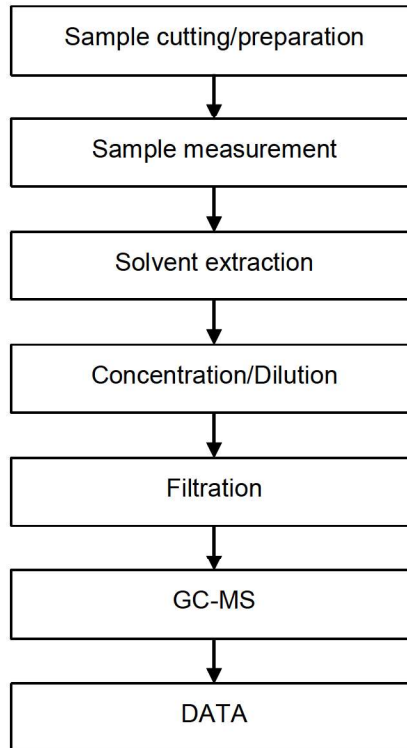 Sample cutting/preparation
Sample measurement
Solvent extraction
Concentration/Dilution
Filtration
GC-MS
DATA